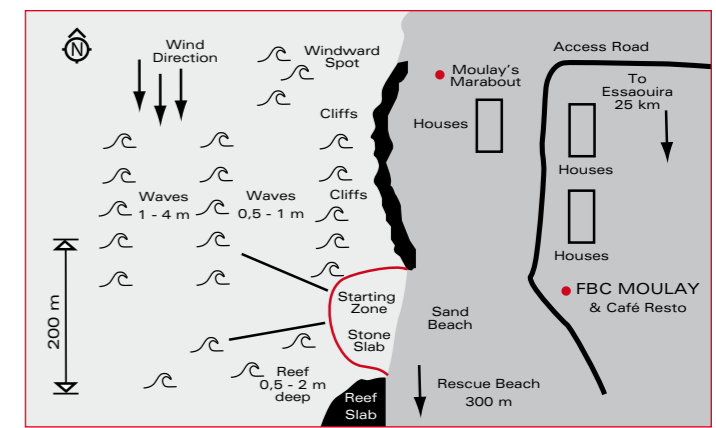 N
Wind
Direction
Windward
Spot
Cliffs
Waves
1 - 4 m
Waves
0,5 - 1 m
Cliffs
200 m
Starting
Zone
Stone
Slab
Reef
0,5 - 2 m
deep
Reef
Slab
Moulay's
Marabout
Houses
Access Road
To
Essaouira
25 km
Houses
Houses
FBC MOULAY
& Café Resto
Sand
Beach
Rescue Beach
300 m